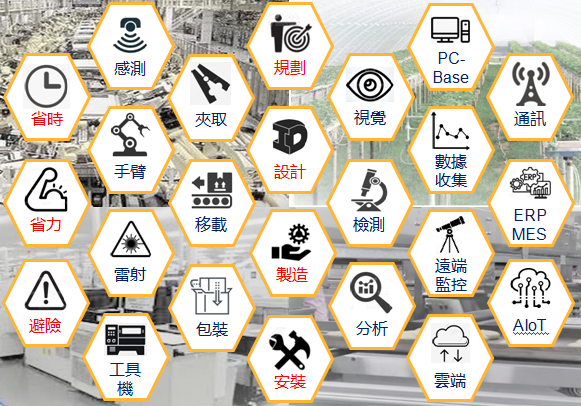 感測
規劃
PC-
Base
省時
夾取
視覺
通訊
手臂
設計
數據
收集
省力
移載
檢測
ERP
MES
雷射
製造
遠端
監控
避險
包裝
分析
AIoT
工具
機
安裝
雲端
3D
ERP